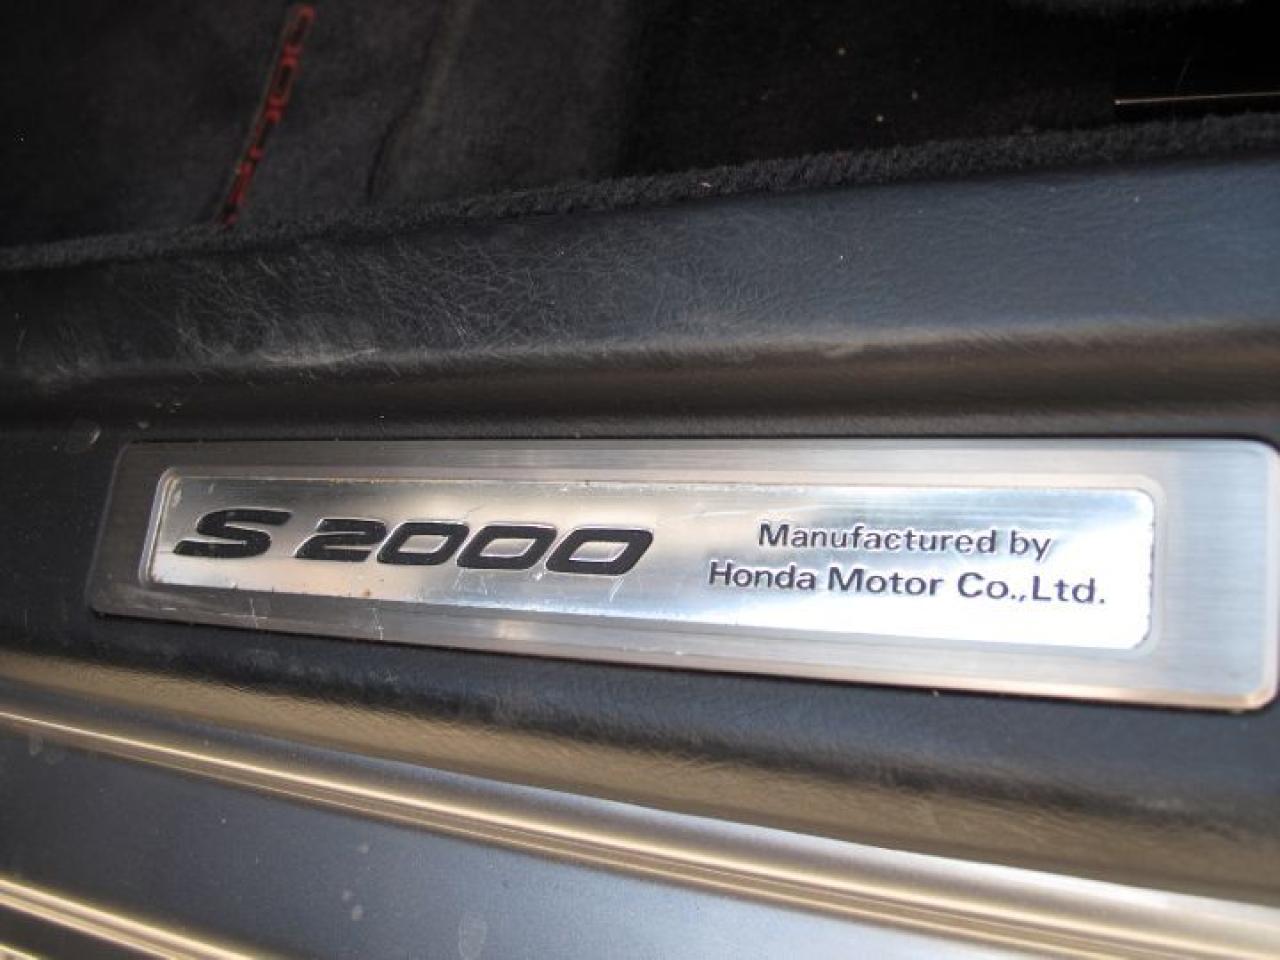 S2000
Manufactured by
Honda Motor Co.,Ltd.